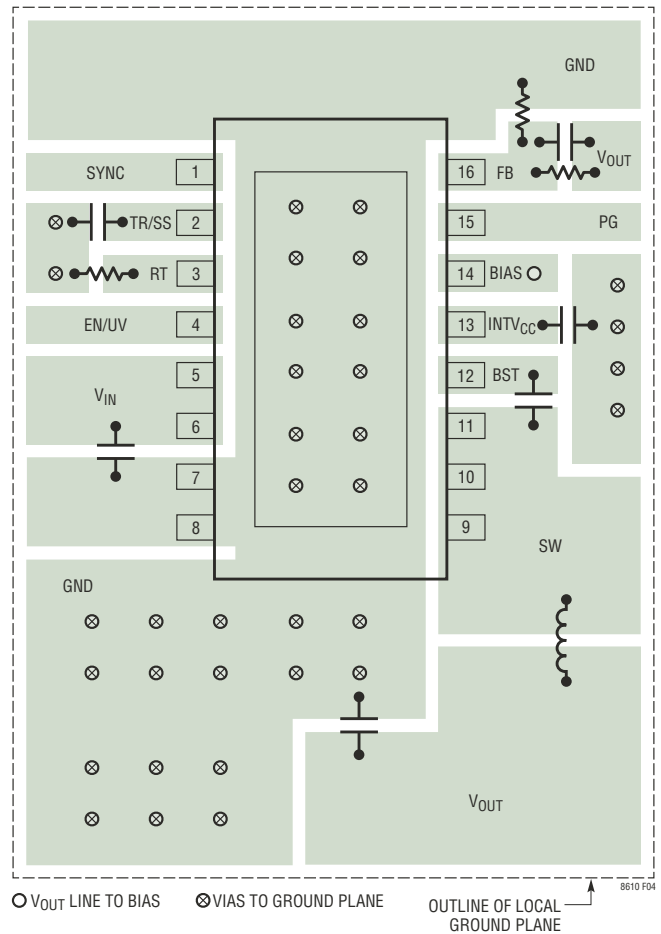 GND
SYNC 1 16 FB VOUT
TR/SS 2 15 PG
RT 3 14 BIAS
EN/UV 4 13 INTVCC
5 12 BST
VIN
6 11
7 10
8 9
SW
GND
VOUT
8610 F04
VOUT LINE TO BIAS VIAS TO GROUND PLANE OUTLINE OF LOCAL
GROUND PLANE